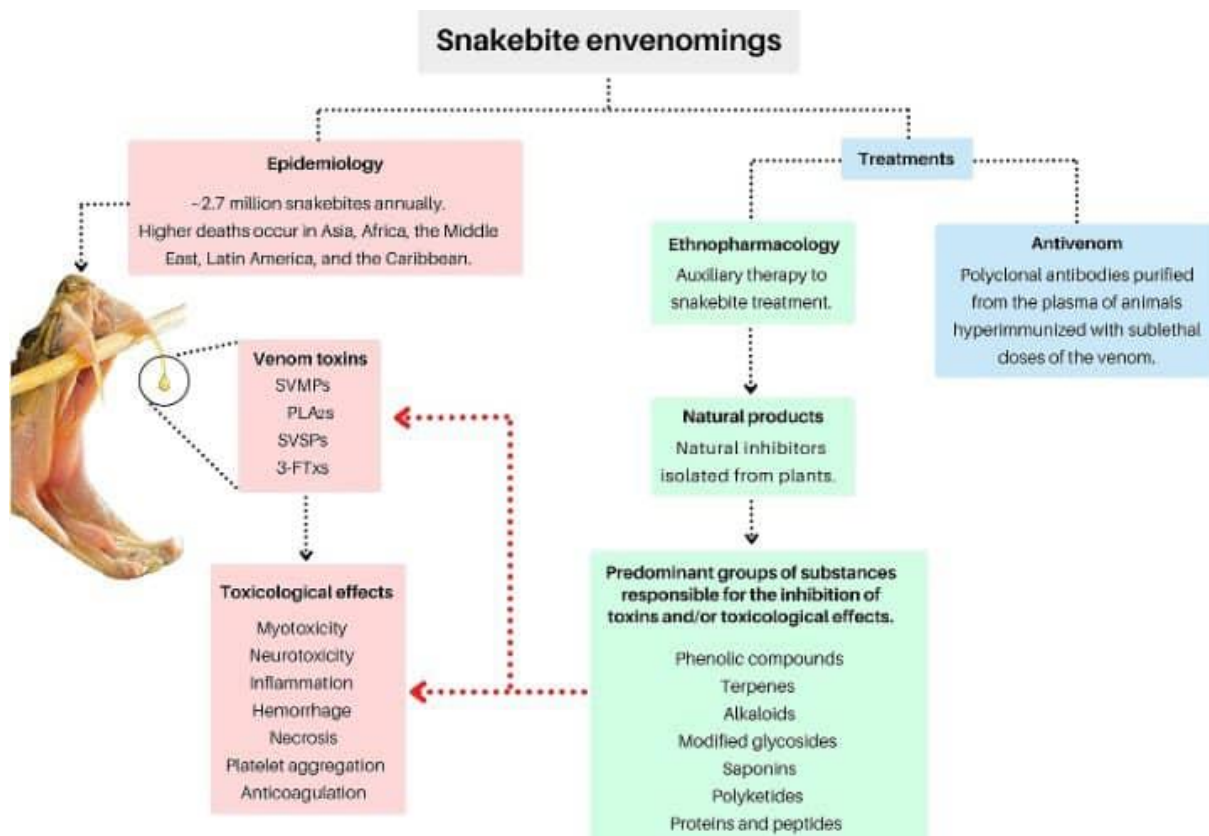 Snakebite envenomings
Epidemiology
~2.7 million snakebites annually.
Higher deaths occur in Asia, Africa, the Middle
East, Latin America, and the Caribbean.
Treatments
Ethnopharmacology
Auxiliary therapy to
snakebite treatment.
Antivenom
Polyclonal antibodies purified
from the plasma of animals
hyperimmunized with sublethal
doses of the venom.
Venom toxins
SVMPs
PLA2s
SVSPs
3-FTxs
Natural products
Natural inhibitors
isolated from plants.
Toxicological effects
Myotoxicity
Neurotoxicity
Inflammation
Hemorrhage
Necrosis
Platelet aggregation
Anticoagulation
Predominant groups of substances
responsible for the inhibition of
toxins and/or toxicological effects.
Phenolic compounds
Terpenes
Alkaloids
Modified glycosides
Saponins
Polyketides
Proteins and peptides